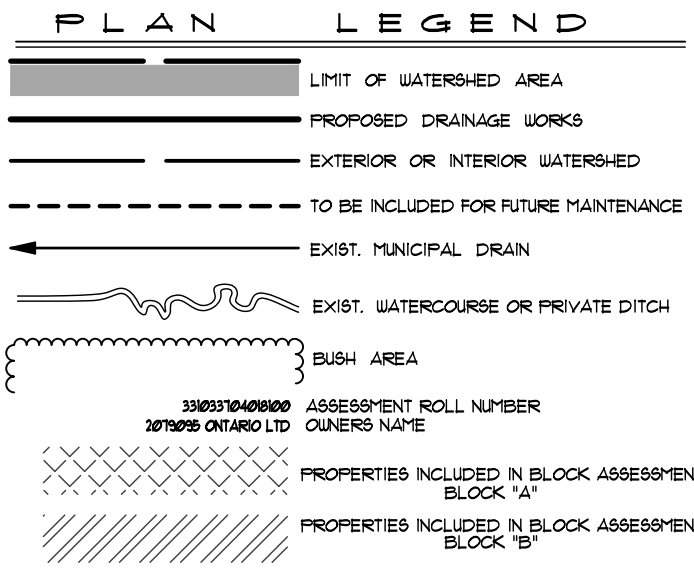 PLAN LEGEND
LIMIT OF WATERSHED AREA
PROPOSED DRAINAGE WORKS
EXTERIOR OR INTERIOR WATERSHED
TO BE INCLUDED FOR FUTURE MAINTENANCE
EXIST. MUNICIPAL DRAIN
EXIST. WATERCOURSE OR PRIVATE DITCH
BUSH AREA
331033704018100 ASSESSMENT ROLL NUMBER
2079095 ONTARIO LTD OWNERS NAME
PROPERTIES INCLUDED IN BLOCK ASSESSMEN
BLOCK "A"
PROPERTIES INCLUDED IN BLOCK ASSESSMEN
BLOCK "B"